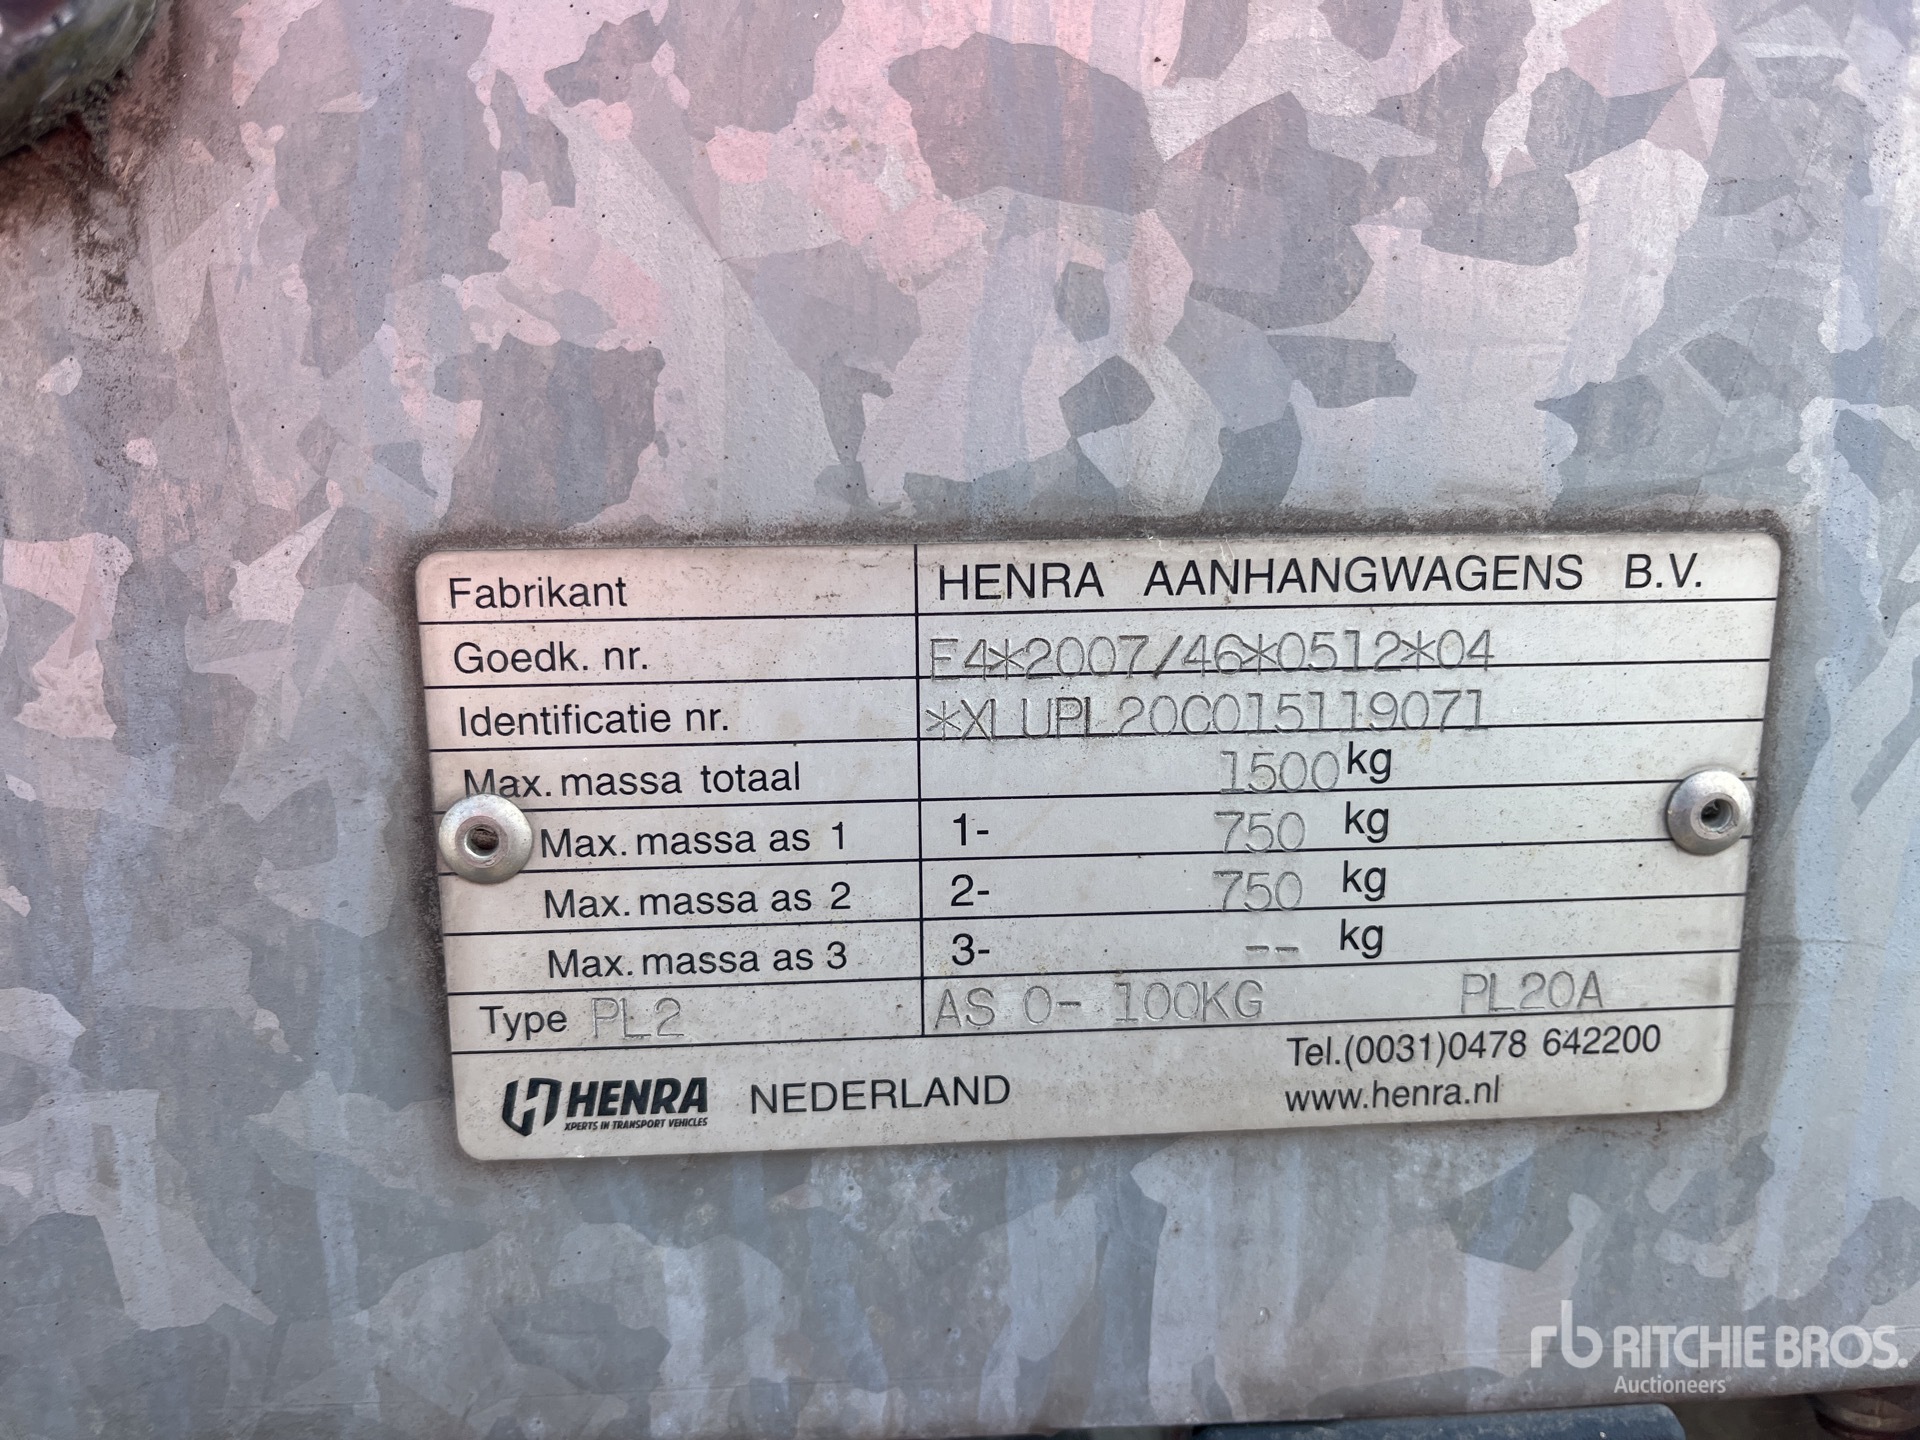 Fabrikant HENRA AANHANGWAGENS B.V.
Goedk. nr. E4*2007/46*0512*04
Identificatie nr. *XLUPL20C015119071
Max. massa totaal 1500 kg
Max. massa as 1 1- 750 kg
Max. massa as 2 2- 750 kg
Max. massa as 3 3- -- kg
Type PL2 AS 0- 100KG PL20A
Tel.(0031)0478 642200
HENRA NEDERLAND www.henra.nl
XPERTS IN TRANSPORT VEHICLES
rb RITCHIE BROS.
Auctioneers